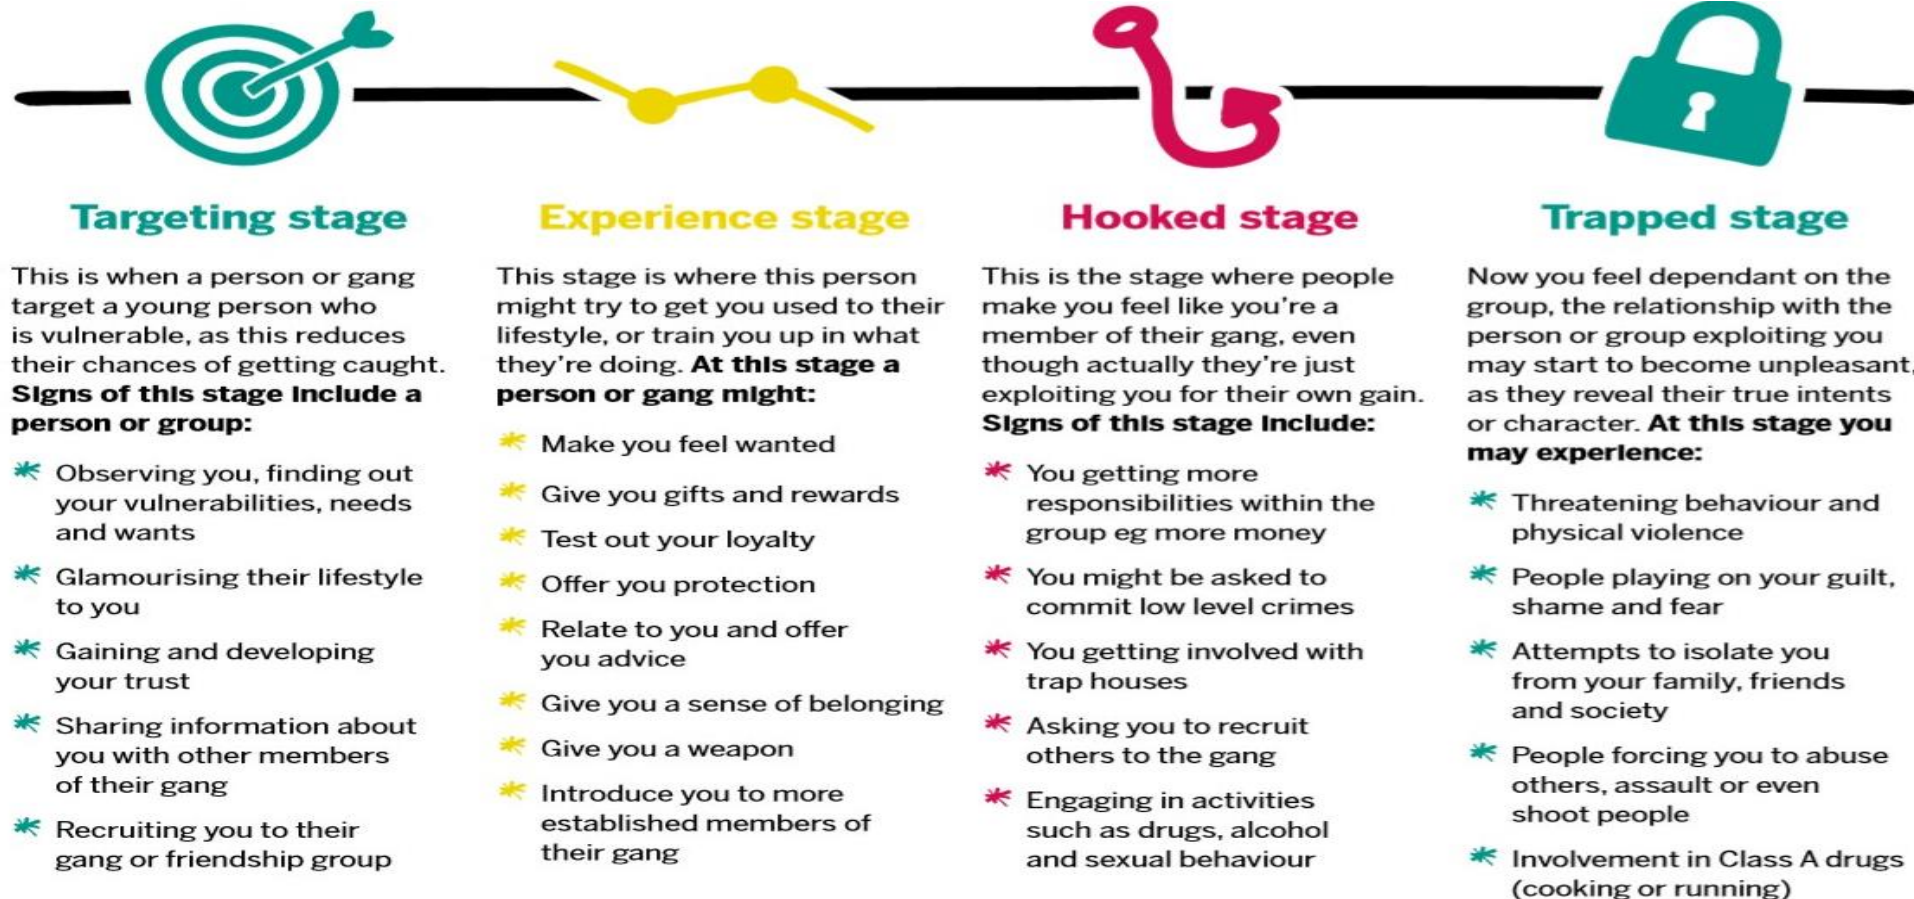 Targeting stage
This is when a person or gang
target a young person who
is vulnerable, as this reduces
their chances of getting caught.
Signs of this stage include a
person or group:
Observing you, finding out
your vulnerabilities, needs
and wants
Glamourising their lifestyle
to you
Gaining and developing
your trust
Sharing information about
you with other members
of their gang
Recruiting you to their
gang or friendship group
Experience stage
This stage is where this person
might try to get you used to their
lifestyle, or train you up in what
they're doing. At this stage a
person or gang might:
Make you feel wanted
Give you gifts and rewards
Test out your loyalty
Offer you protection
Relate to you and offer
you advice
Give you a sense of belonging
Give you a weapon
Introduce you to more
established members of
their gang
Hooked stage
This is the stage where people
make you feel like you're a
member of their gang, even
though actually they're just
exploiting you for their own gain.
Signs of this stage include:
You getting more
responsibilities within the
group eg more money
You might be asked to
commit low level crimes
You getting involved with
trap houses
Asking you to recruit
others to the gang
Engaging in activities
such as drugs, alcohol
and sexual behaviour
Trapped stage
Now you feel dependant on the
group, the relationship with the
person or group exploiting you
may start to become unpleasant,
as they reveal their true intents
or character. At this stage you
may experience:
Threatening behaviour and
physical violence
People playing on your guilt,
shame and fear
Attempts to isolate you
from your family, friends
and society
People forcing you to abuse
others, assault or even
shoot people
Involvement in Class A drugs
(cooking or running)